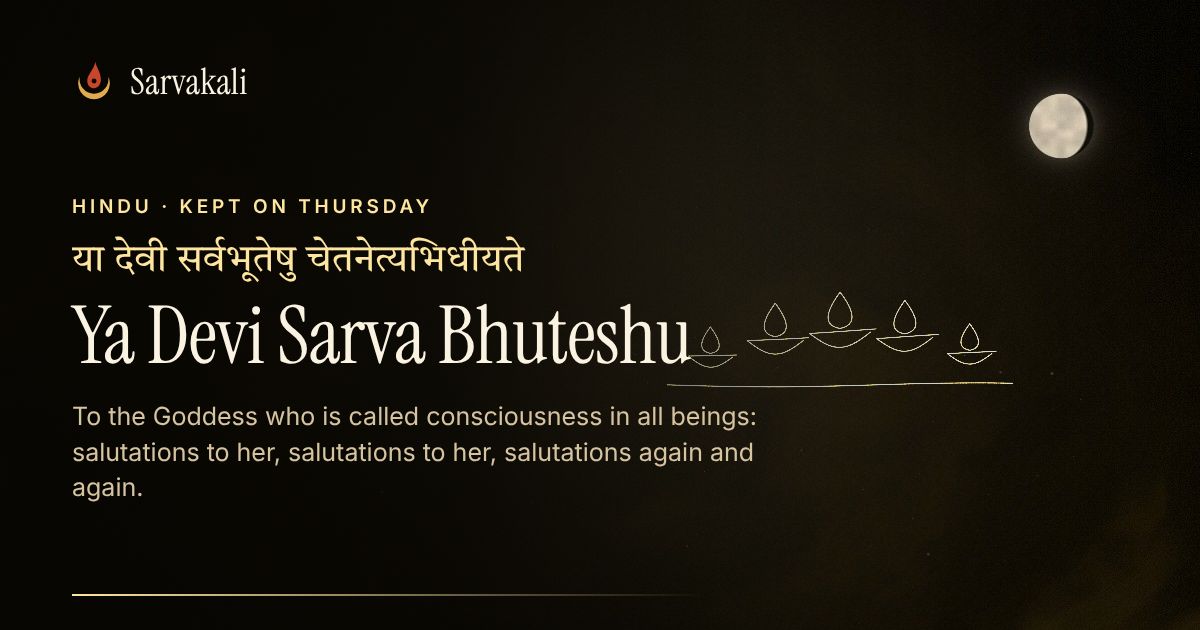 Sarvakali
HINDU · KEPT ON THURSDAY
या देवी सर्वभूतेषु चेतनेत्यभिधीयते
Ya Devi Sarva Bhuteshu
To the Goddess who is called consciousness in all beings:
salutations to her, salutations to her, salutations again and
again.